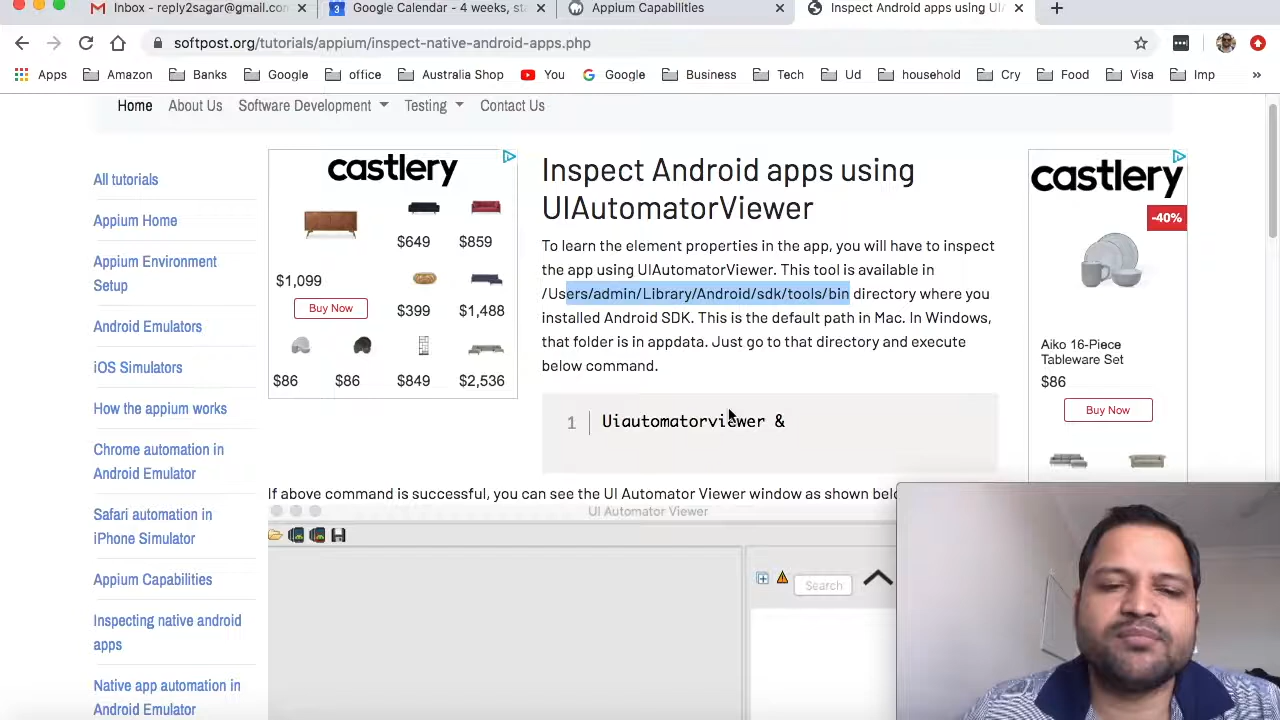 Inbox - reply2sagar@gmail.con
Google Calendar - 4 weeks, sta
Appium Capabilities
Inspect Android apps using UIA
softpost.org/tutorials/appium/inspect-native-android-apps.php
Apps
Amazon
Banks
Google
office
Australia Shop
You
Google
Business
Tech
Ud
household
Cry
Food
Visa
Imp
»
Home
About Us
Software Development
Testing
Contact Us
All tutorials
Appium Home
Appium Environment
Setup
Android Emulators
iOS Simulators
How the appium works
Chrome automation in
Android Emulator
Safari automation in
iPhone Simulator
Appium Capabilities
Inspecting native android
apps
Native app automation in
Android Emulator
castlery
$649
$859
$1,099
Buy Now
$399
$1,488
$86
$86
$849
$2,536
Inspect Android apps using
UIAutomatorViewer
To learn the element properties in the app, you will have to inspect
the app using UIAutomatorViewer. This tool is available in
/Users/admin/Library/Android/sdk/tools/bin directory where you
installed Android SDK. This is the default path in Mac. In Windows,
that folder is in appdata. Just go to that directory and execute
below command.
1
Uiautomatorviewer &
If above command is successful, you can see the UI Automator Viewer window as shown belo
UI Automator Viewer
Search
castlery
-40%
Aiko 16-Piece
Tableware Set
$86
Buy Now